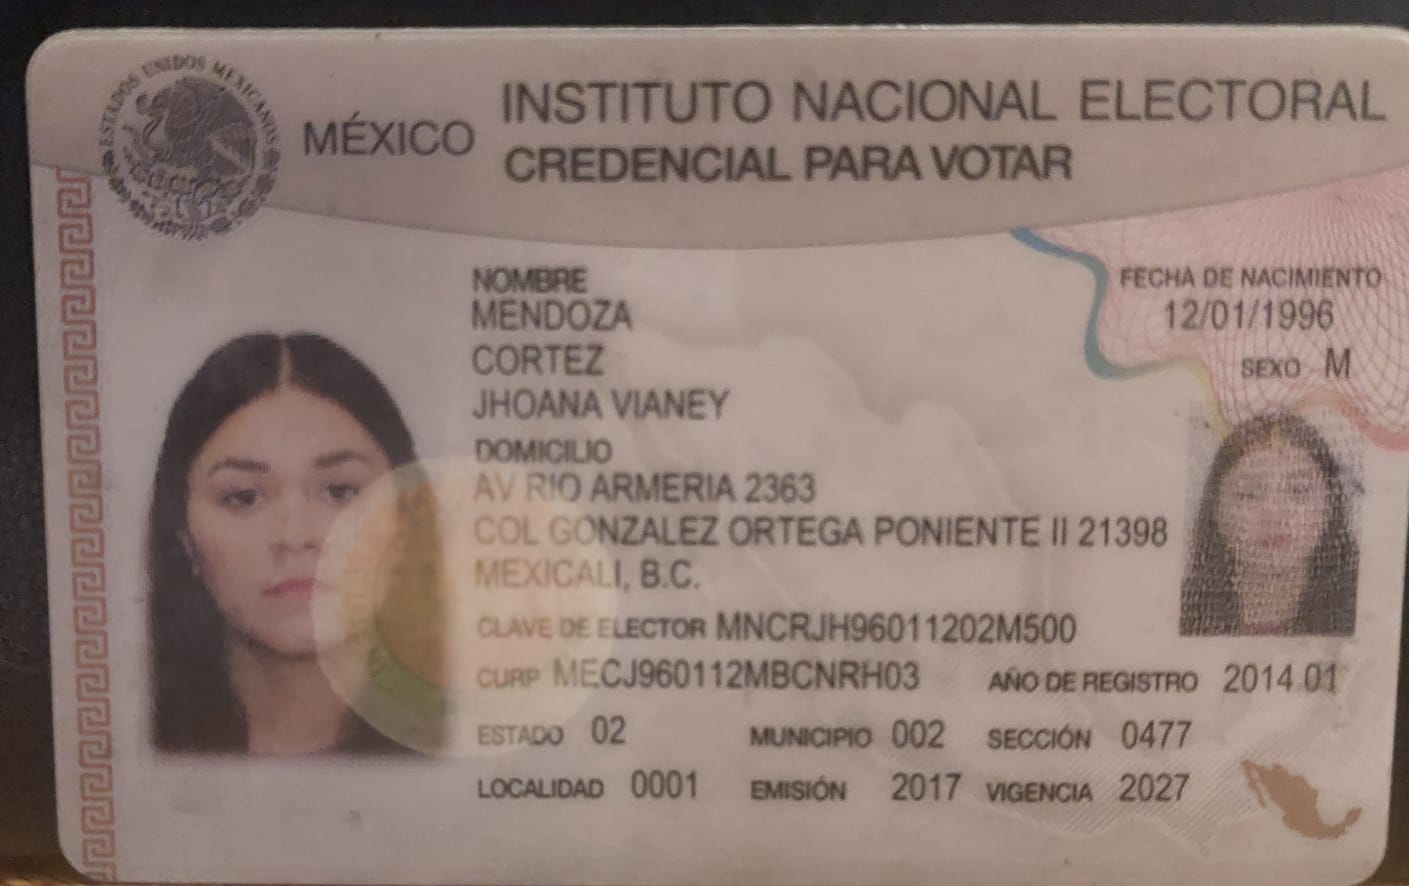 ESTADOS UNIDOS MEXICANOS
MÉXICO
INSTITUTO NACIONAL ELECTORAL
CREDENCIAL PARA VOTAR
NOMBRE
MENDOZA
CORTEZ
JHOANA VIANEY
FECHA DE NACIMIENTO
12/01/1996
SEXO M
DOMICILIO
AV RIO ARMERIA 2363
COL GONZALEZ ORTEGA PONIENTE II 21398
MEXICALI, B.C.
CLAVE DE ELECTOR MNCRJH96011202M500
CURP MECJ960112MBCNRH03 AÑO DE REGISTRO 2014 01
ESTADO 02 MUNICIPIO 002 SECCIÓN 0477
LOCALIDAD 0001 EMISIÓN 2017 VIGENCIA 2027